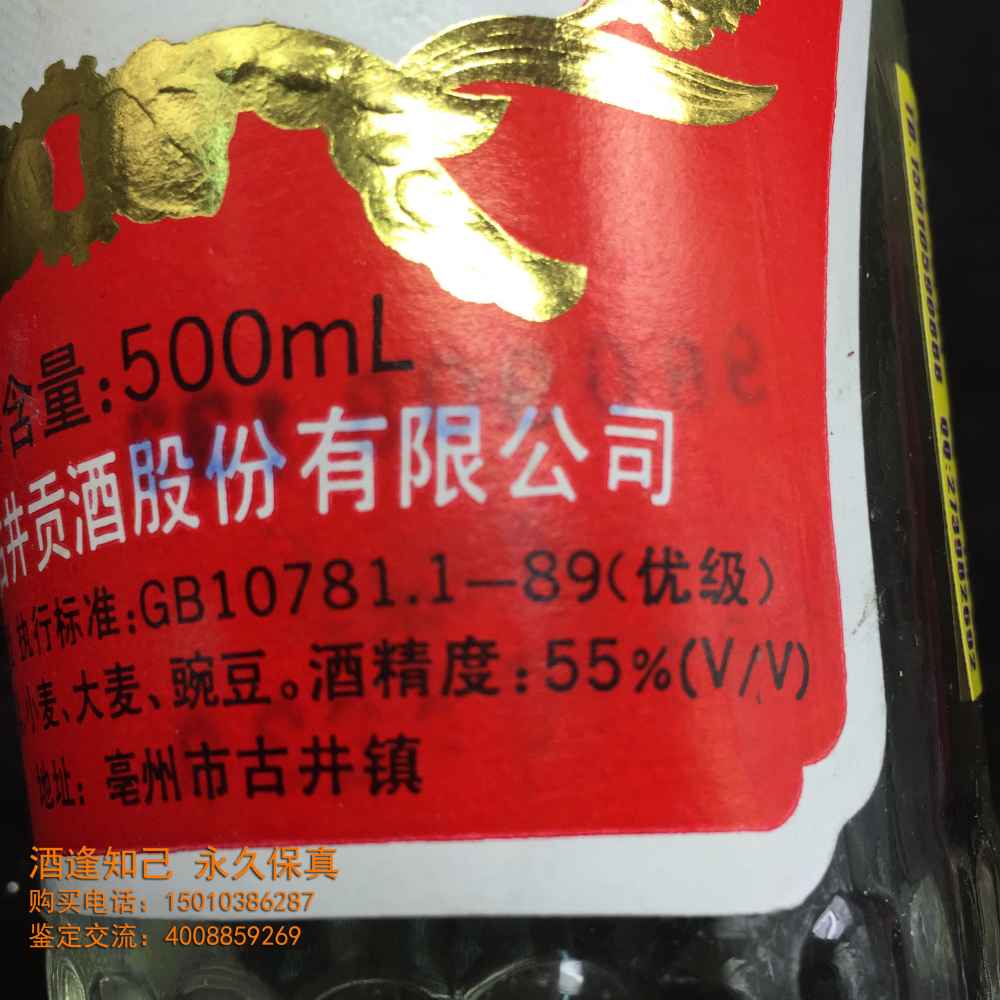 含量:500mL
井贡酒股份有限公司
执行标准:GB10781.1—89(优级)
小麦、大麦、豌豆。酒精度:55%(V/V)
地址:亳州市古井镇
酒逢知己 永久保真
购买电话:15010386287
鉴定交流:4008859269